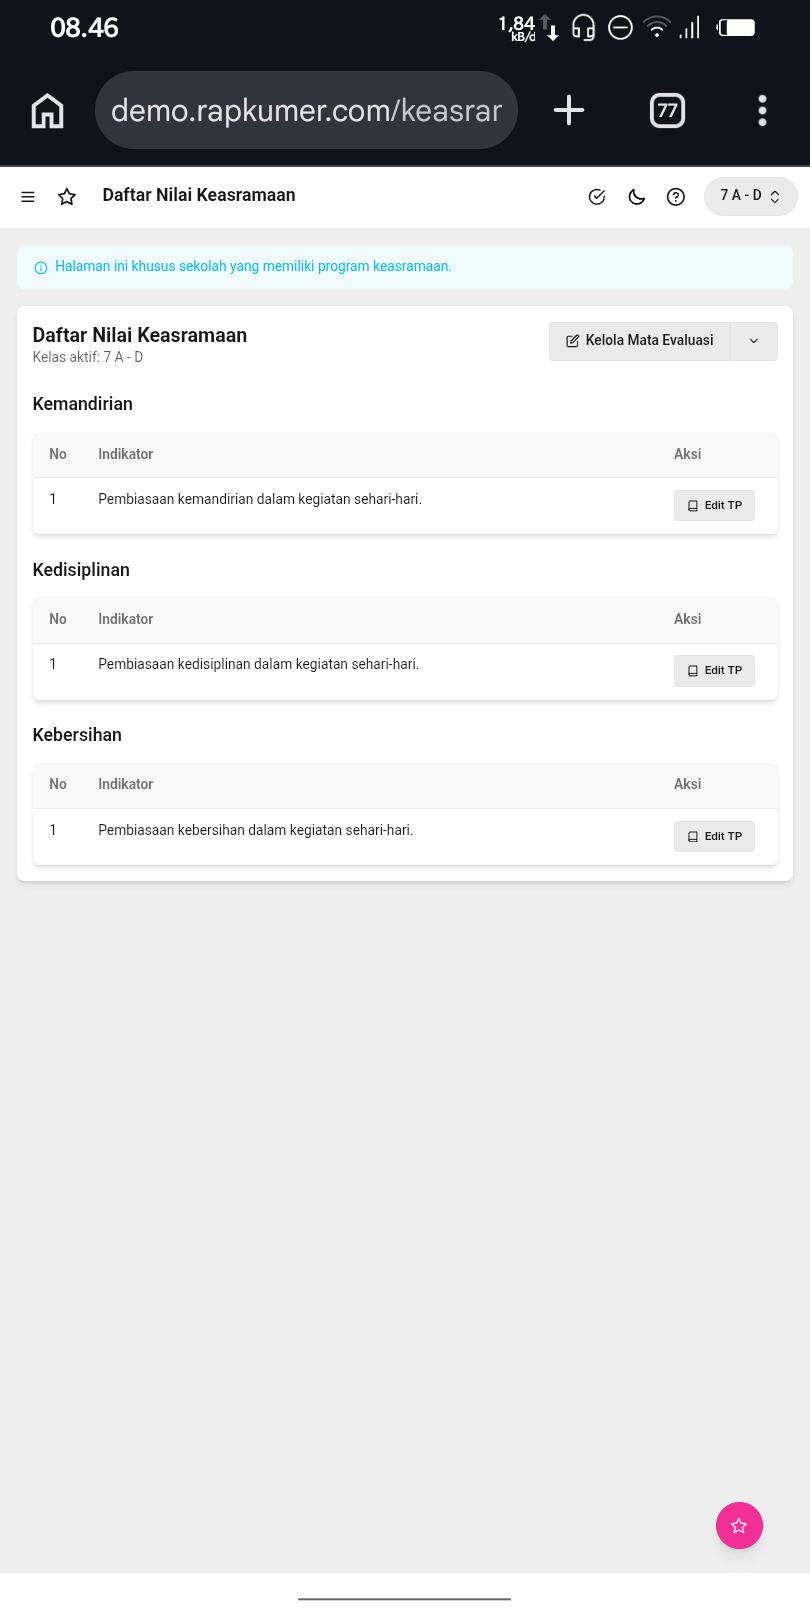 08.46
1,84
kB/d
demo.rapkumer.com/keasrar
77
Daftar Nilai Keasramaan
7 A - D
Halaman ini khusus sekolah yang memiliki program keasramaan.
Daftar Nilai Keasramaan
Kelas aktif: 7 A - D
Kelola Mata Evaluasi
Kemandirian
No Indikator Aksi
1 Pembiasaan kemandirian dalam kegiatan sehari-hari. Edit TP
Kedisiplinan
No Indikator Aksi
1 Pembiasaan kedisiplinan dalam kegiatan sehari-hari. Edit TP
Kebersihan
No Indikator Aksi
1 Pembiasaan kebersihan dalam kegiatan sehari-hari. Edit TP